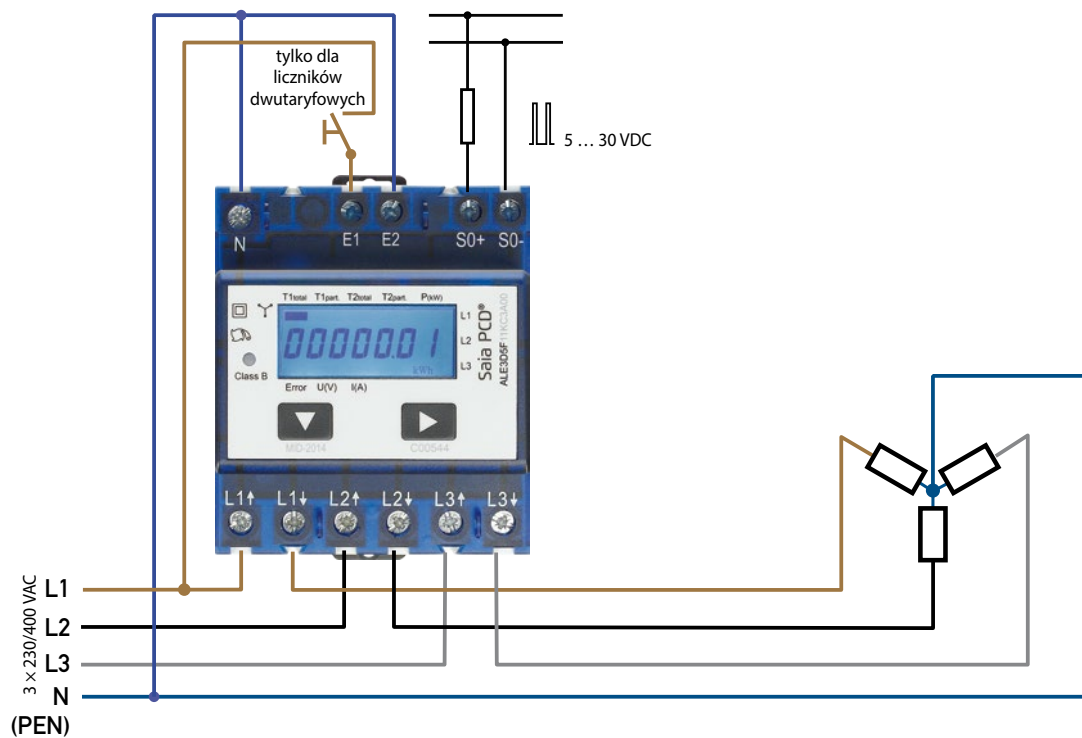 tylko dla
liczników
dwutaryfowych
5 … 30 VDC
N E1 E2 S0+ S0-
T1total T1part. T2total T2part. P(kW)
L1
L2
L3
00000.01
kWh
Class B
Error U(V) I(A)
Saia PCD®
ALE3D5F11KC3A00
MID-2014 C00544
L1↑ L1↓ L2↑ L2↓ L3↑ L3↓
3 × 230/400 VAC
L1
L2
L3
N
(PEN)